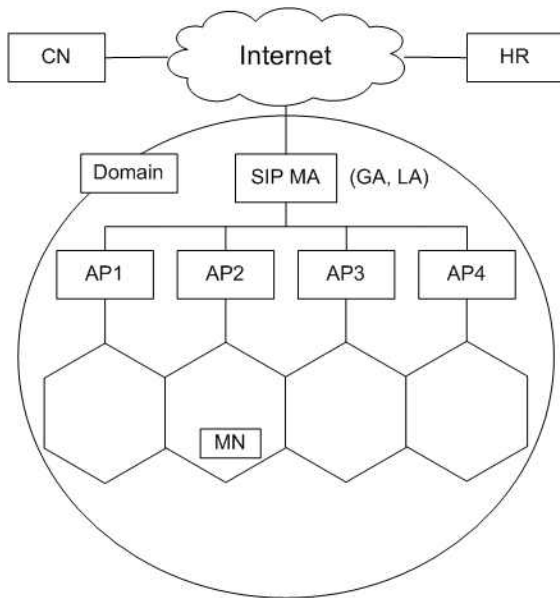 CN
Internet
HR
Domain
SIP MA
(GA, LA)
AP1
AP2
AP3
AP4
MN